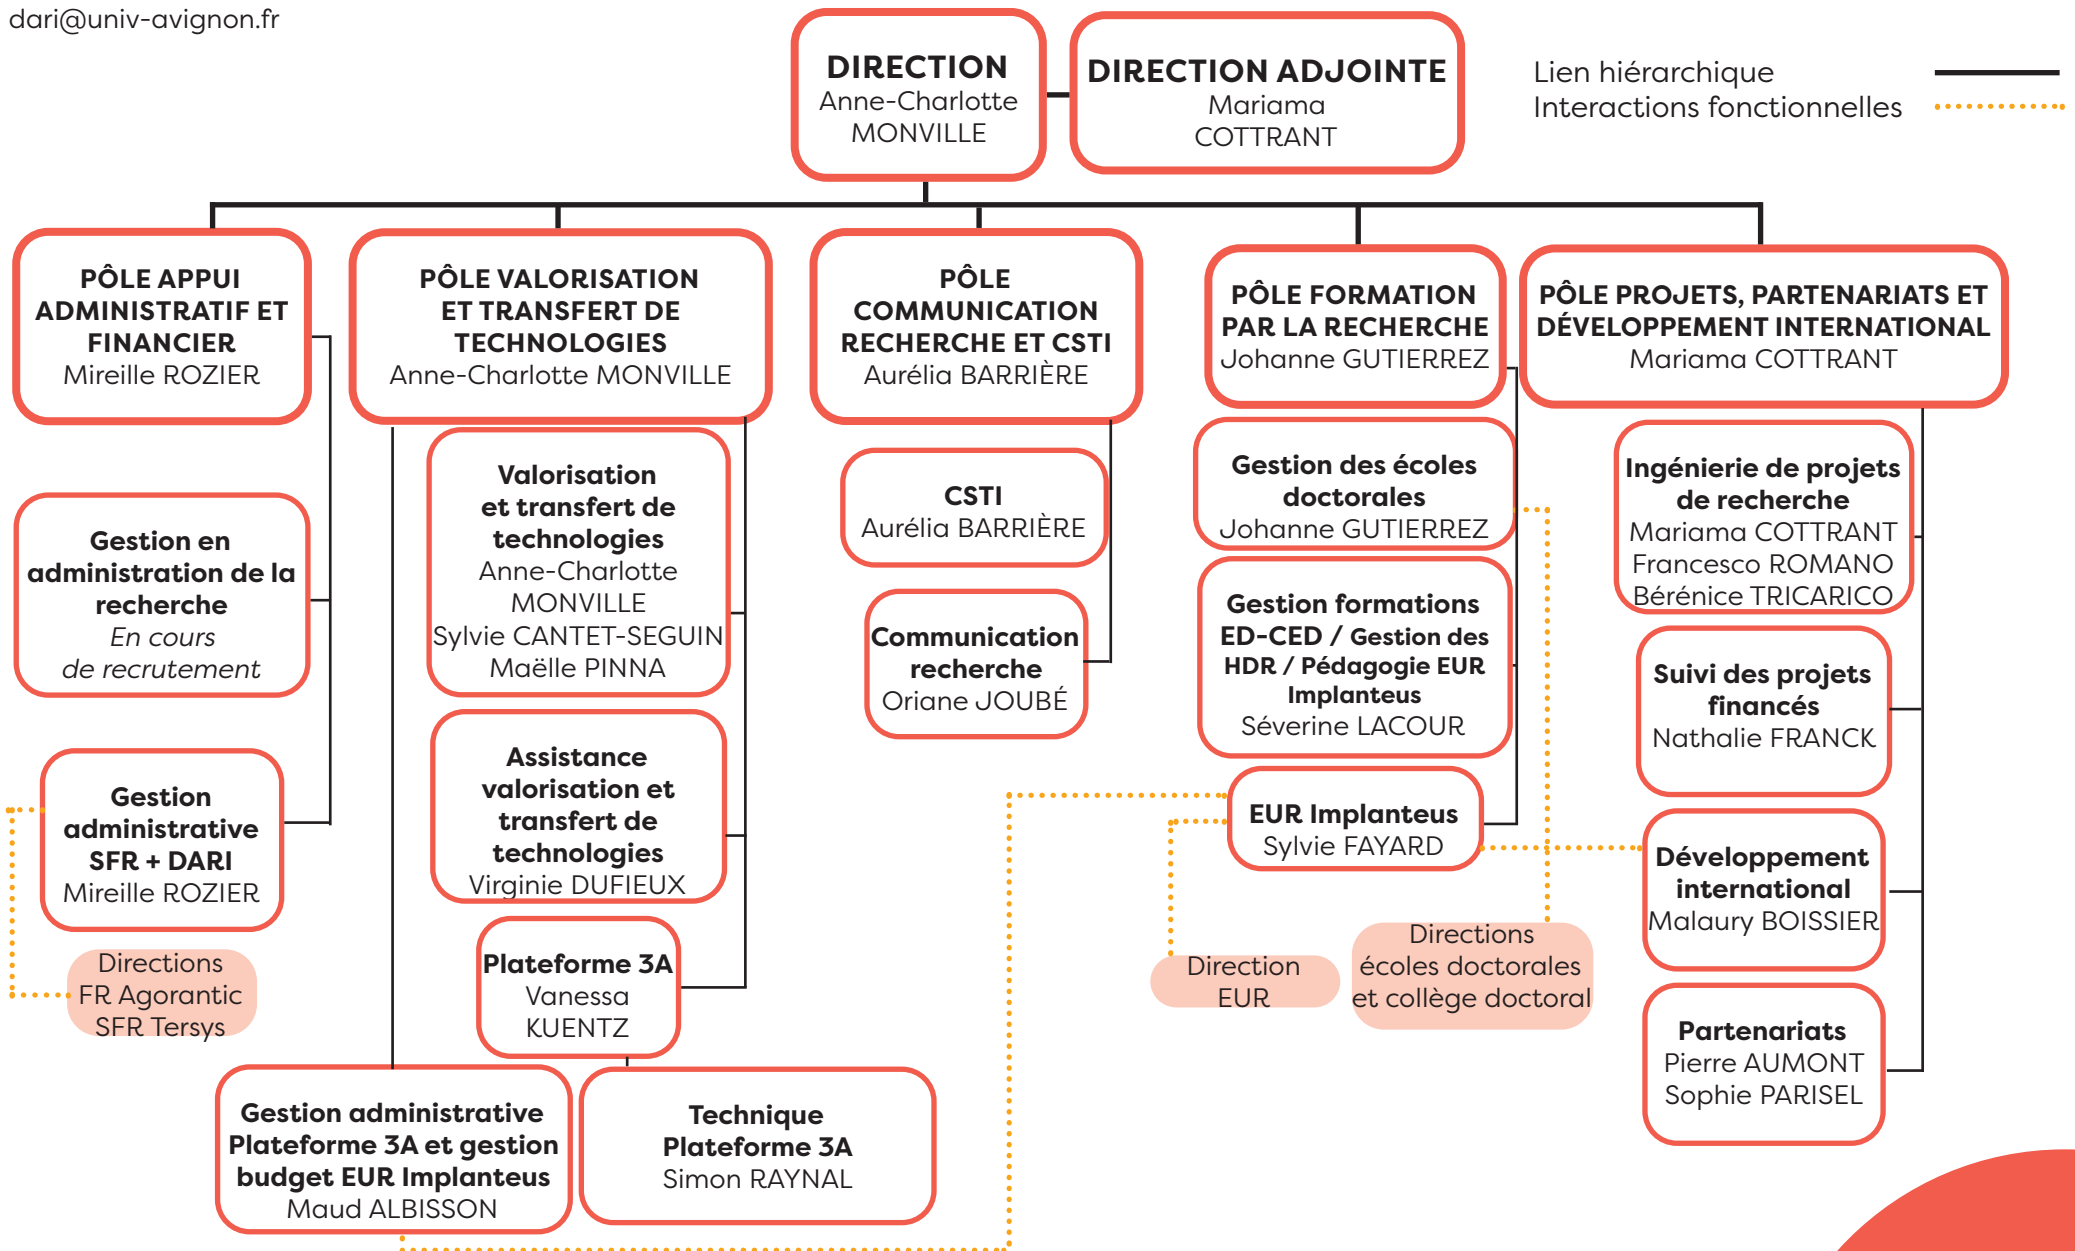 dari@univ-avignon.fr
DIRECTION
Anne-Charlotte
MONVILLE
DIRECTION ADJOINTE
Mariama
COTTRANT
Lien hiérarchique
Interactions fonctionnelles
PÔLE APPUI
ADMINISTRATIF ET
FINANCIER
Mireille ROZIER
Gestion en
administration de la
recherche
En cours
de recrutement
Gestion
administrative
SFR + DARI
Mireille ROZIER
Directions
FR Agorantic
SFR Tersys
PÔLE VALORISATION
ET TRANSFERT DE
TECHNOLOGIES
Anne-Charlotte MONVILLE
Valorisation
et transfert de
technologies
Anne-Charlotte
MONVILLE
Sylvie CANTET-SEGUIN
Maëlle PINNA
Assistance
valorisation et
transfert de
technologies
Virginie DUFIEUX
Plateforme 3A
Vanessa
KUENTZ
Gestion administrative
Plateforme 3A et gestion
budget EUR Implanteus
Maud ALBISSON
Technique
Plateforme 3A
Simon RAYNAL
PÔLE
COMMUNICATION
RECHERCHE ET CSTI
Aurélia BARRIÈRE
CSTI
Aurélia BARRIÈRE
Communication
recherche
Oriane JOUBÉ
PÔLE FORMATION
PAR LA RECHERCHE
Johanne GUTIERREZ
Gestion des écoles
doctorales
Johanne GUTIERREZ
Gestion formations
ED-CED / Gestion des
HDR / Pédagogie EUR
Implanteus
Séverine LACOUR
EUR Implanteus
Sylvie FAYARD
Direction
EUR
Directions
écoles doctorales
et collège doctoral
PÔLE PROJETS, PARTENARIATS ET
DÉVELOPPEMENT INTERNATIONAL
Mariama COTTRANT
Ingénierie de projets
de recherche
Mariama COTTRANT
Francesco ROMANO
Bérénice TRICARICO
Suivi des projets
financés
Nathalie FRANCK
Développement
international
Malaury BOISSIER
Partenariats
Pierre AUMONT
Sophie PARISEL